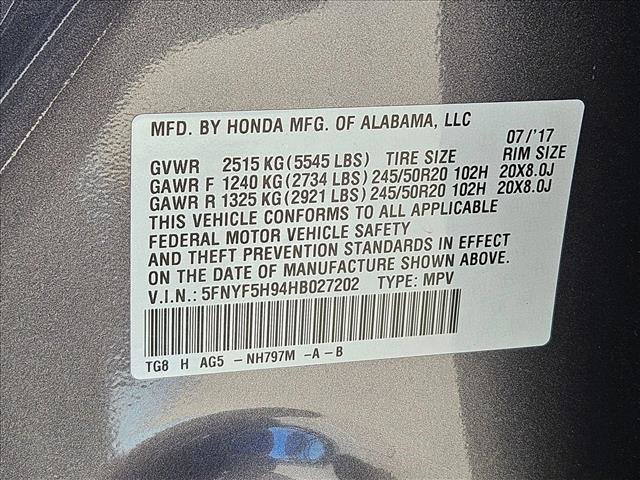 MFD. BY HONDA MFG. OF ALABAMA, LLC
07/'17
GVWR 2515 KG (5545 LBS) TIRE SIZE RIM SIZE
GAWR F 1240 KG (2734 LBS) 245/50R20 102H 20X8.0J
GAWR R 1325 KG (2921 LBS) 245/50R20 102H 20X8.0J
THIS VEHICLE CONFORMS TO ALL APPLICABLE
FEDERAL MOTOR VEHICLE SAFETY
AND THEFT PREVENTION STANDARDS IN EFFECT
ON THE DATE OF MANUFACTURE SHOWN ABOVE.
V.I.N.: 5FNYF5H94HB027202 TYPE: MPV
TG8 H AG5 -NH797M -A-B